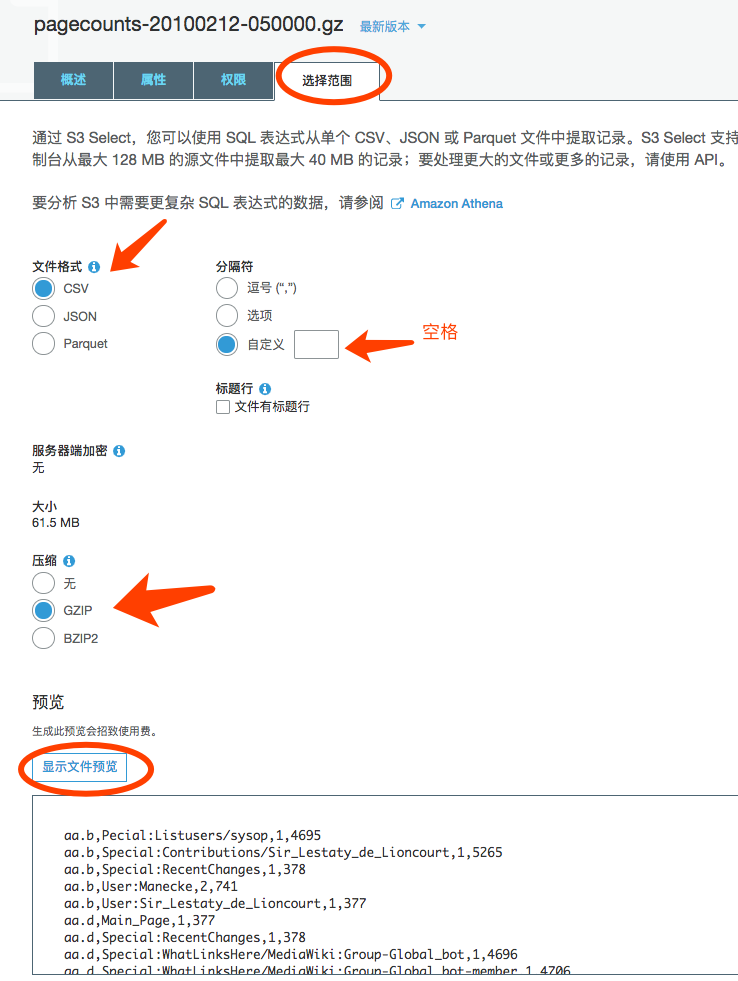 pagecounts-20100212-050000.gz 最新版本
概述 属性 权限 选择范围
通过 S3 Select，您可以使用 SQL 表达式从单个 CSV、JSON 或 Parquet 文件中提取记录。S3 Select 支持
制台从最大 128 MB 的源文件中提取最大 40 MB 的记录；要处理更大的文件或更多的记录，请使用 API。
要分析 S3 中需要更复杂 SQL 表达式的数据，请参阅 Amazon Athena
文件格式
CSV
JSON
Parquet
分隔符
逗号 (“,”)
选项
自定义
空格
标题行
文件有标题行
服务器端加密
无
大小
61.5 MB
压缩
无
GZIP
BZIP2
预览
生成此预览会招致使用费。
显示文件预览
aa.b,Pecial:Listusers/sysop,1,4695
aa.b,Special:Contributions/Sir_Lestaty_de_Lioncourt,1,5265
aa.b,Special:RecentChanges,1,378
aa.b,User:Manecke,2,741
aa.b,User:Sir_Lestaty_de_Lioncourt,1,377
aa.d,Main_Page,1,377
aa.d,Special:RecentChanges,1,378
aa.d,Special:WhatLinksHere/MediaWiki:Group-Global_bot,1,4696
aa.d,Special:WhatLinksHere/MediaWiki:Group-Global_bot-member,1,4706